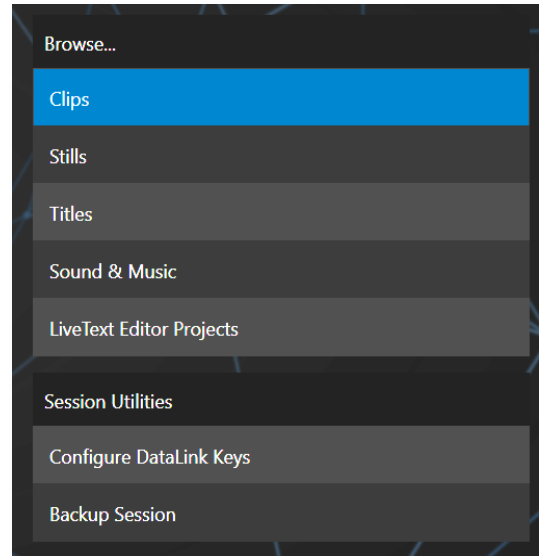 Browse...
Clips
Stills
Titles
Sound & Music
LiveText Editor Projects
Session Utilities
Configure DataLink Keys
Backup Session